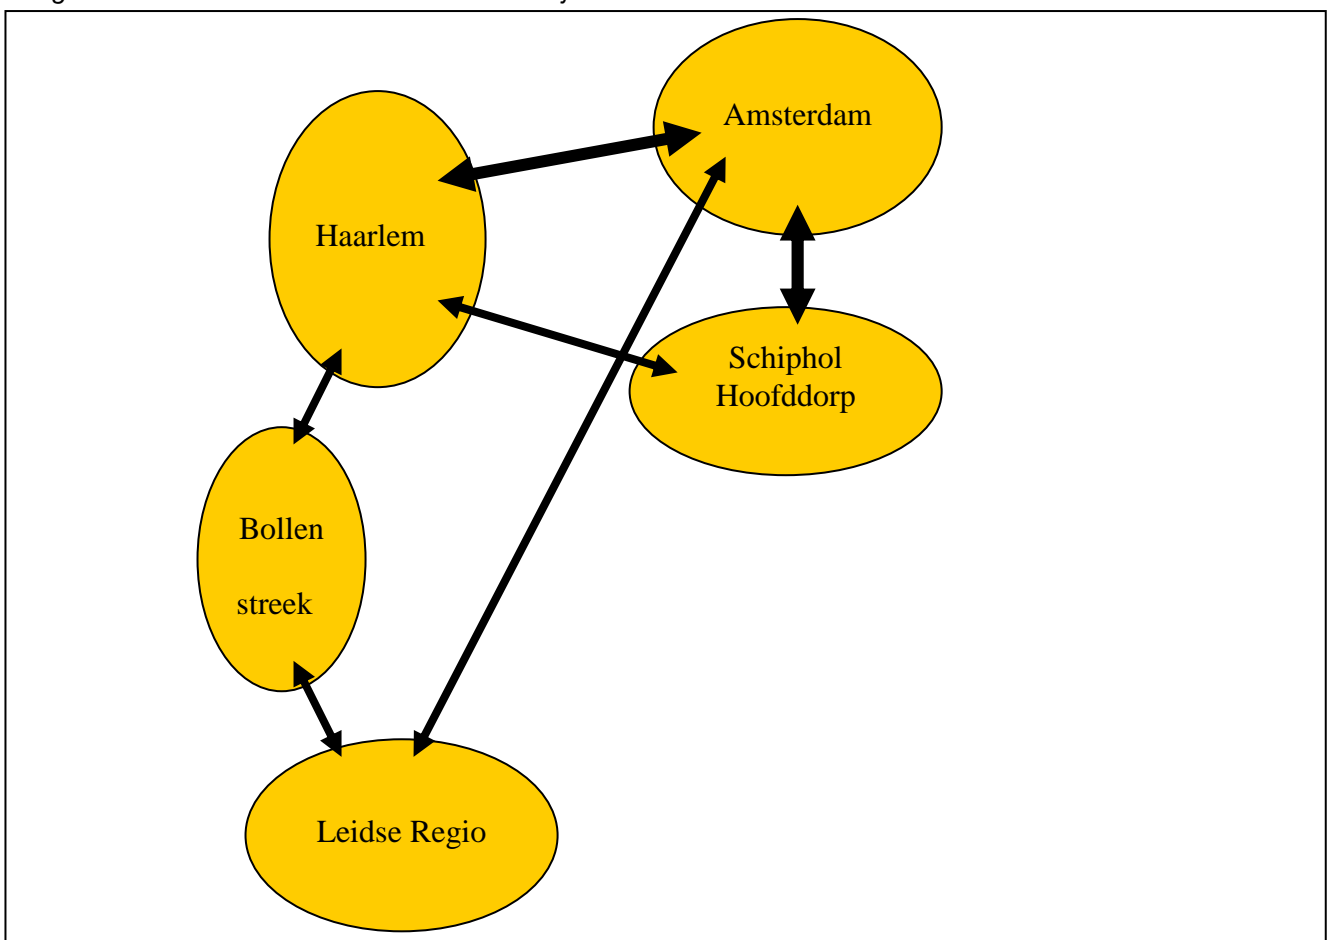 Amsterdam
Haarlem
Schiphol
Hoofddorp
Bollen
streek
Leidse Regio